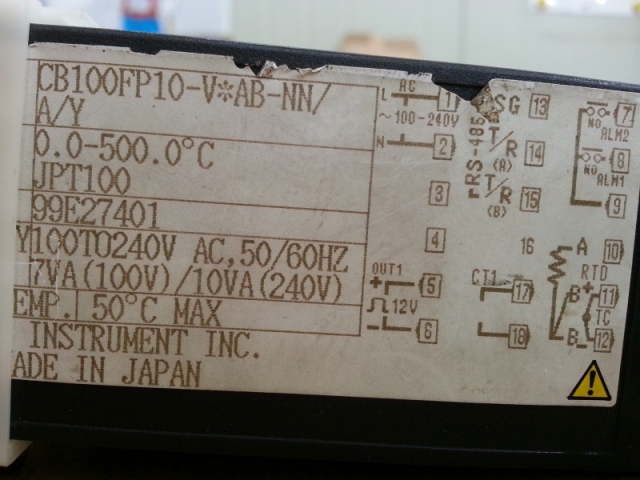 CB100FP10-V*AB-NN/
A/Y
0.0-500.0°C
JPT100
99E27401
Y 100TO240V AC,50/60HZ
7VA(100V)/10VA(240V)
EMP. 50°C MAX
INSTRUMENT INC.
ADE IN JAPAN
L AC 1
~100-240V
N 2
3
4
OUT1
+ 5
12V
- 6
RS-485
SG 13
T/R (A) 14
T/R (B) 15
16
CT1 17
18
7
NO ALM2
8
NO ALM1
9
A 10
RTD
B + 11
TC
B - 12